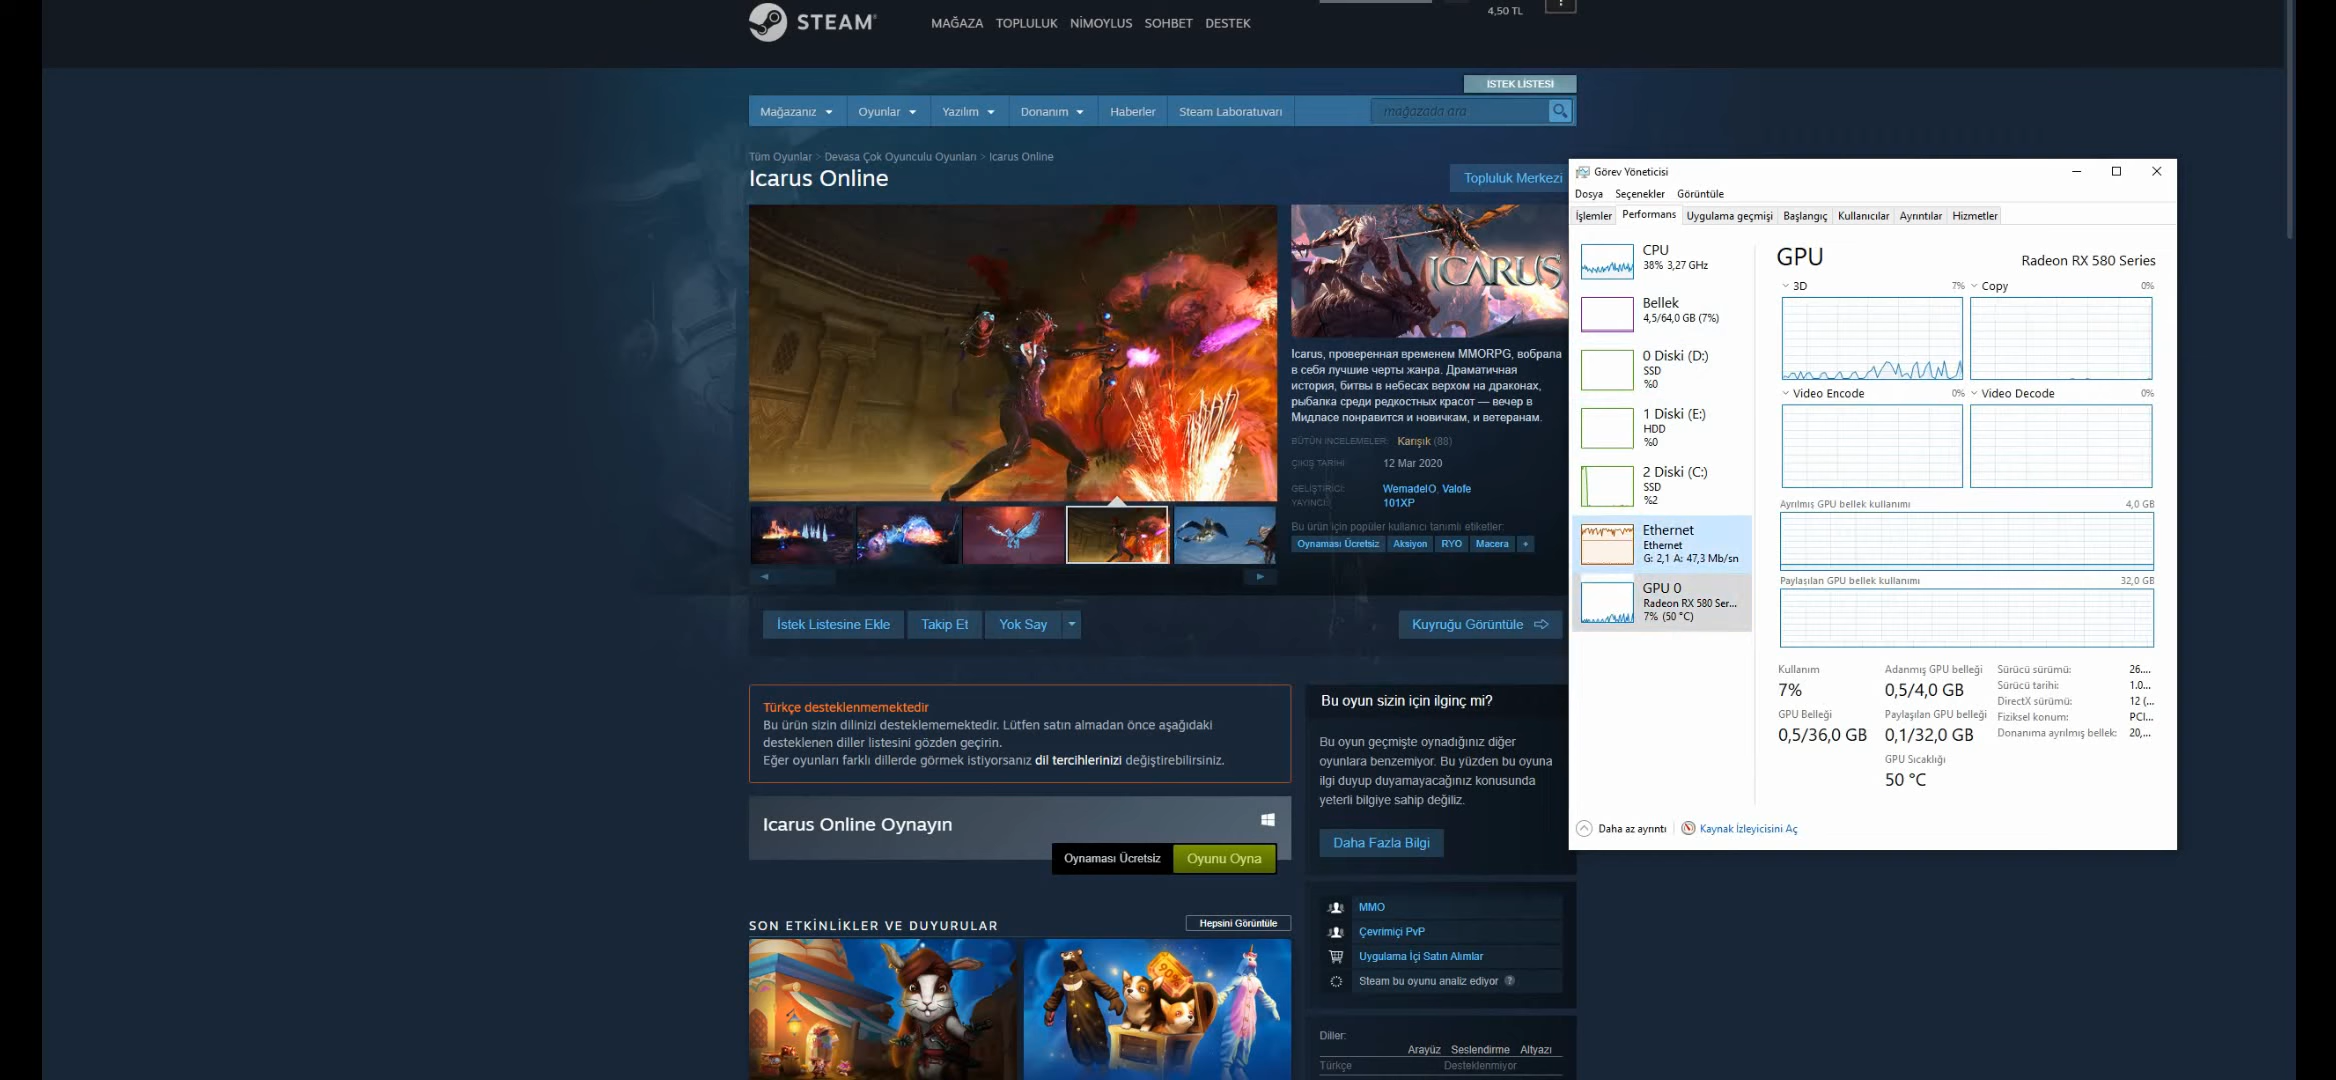 STEAM
MAĞAZA TOPLULUK NİMOYLUS SOHBET DESTEK
4,50 TL
İSTEK LİSTESİ
Mağazanız Oyunlar Yazılım Donanım Haberler Steam Laboratuvarı mağazada ara
Tüm Oyunlar > Devasa Çok Oyunculu Oyunları > Icarus Online
Icarus Online
Topluluk Merkezi
ICARUS
Icarus, проверенная временем MMORPG, вобрала
в себя лучшие черты жанра. Драматичная
история, битвы в небесах верхом на драконах,
рыбалка среди редкостных красот — вечер в
Мидласе понравится и новичкам, и ветеранам.
BÜTÜN İNCELEMELER: Karışık (88)
ÇIKIŞ TARİHİ: 12 Mar 2020
GELİŞTİRİCİ: WemadeIO, Valofe
YAYINCI: 101XP
Bu ürün için popüler kullanıcı tanımlı etiketler:
Oynaması Ücretsiz Aksiyon RYO Macera +
İstek Listesine Ekle Takip Et Yok Say Kuyruğu Görüntüle
Türkçe desteklenmemektedir
Bu ürün sizin dilinizi desteklememektedir. Lütfen satın almadan önce aşağıdaki
desteklenen diller listesini gözden geçirin.
Eğer oyunları farklı dillerde görmek istiyorsanız dil tercihlerinizi değiştirebilirsiniz.
Icarus Online Oynayın
Oynaması Ücretsiz Oyunu Oyna
SON ETKİNLİKLER VE DUYURULAR Hepsini Görüntüle
90%
Bu oyun sizin için ilginç mi?
Bu oyun geçmişte oynadığınız diğer
oyunlara benzemiyor. Bu yüzden bu oyuna
ilgi duyup duyamayacağınız konusunda
yeterli bilgiye sahip değiliz.
Daha Fazla Bilgi
MMO
Çevrimiçi PvP
Uygulama İçi Satın Alımlar
Steam bu oyunu analiz ediyor ?
Diller:
Arayüz Seslendirme Altyazı
Türkçe Desteklenmiyor
Görev Yöneticisi
Dosya Seçenekler Görüntüle
İşlemler Performans Uygulama geçmişi Başlangıç Kullanıcılar Ayrıntılar Hizmetler
CPU
38% 3,27 GHz
Bellek
4,5/64,0 GB (7%)
0 Diski (D:)
SSD
%0
1 Diski (E:)
HDD
%0
2 Diski (C:)
SSD
%2
Ethernet
Ethernet
G: 2,1 A: 47,3 Mb/sn
GPU 0
Radeon RX 580 Ser...
7% (50 °C)
GPU Radeon RX 580 Series
3D 7% Copy 0%
Video Encode 0% Video Decode 0%
Ayrılmış GPU bellek kullanımı 4,0 GB
Paylaşılan GPU bellek kullanımı 32,0 GB
Kullanım
7%
GPU Belleği
0,5/36,0 GB
Adanmış GPU belleği
0,5/4,0 GB
Paylaşılan GPU belleği
0,1/32,0 GB
GPU Sıcaklığı
50 °C
Sürücü sürümü: 26....
Sürücü tarihi: 1.0...
DirectX sürümü: 12 (...
Fiziksel konum: PCI...
Donanıma ayrılmış bellek: 20,...
Daha az ayrıntı Kaynak İzleyicisini Aç